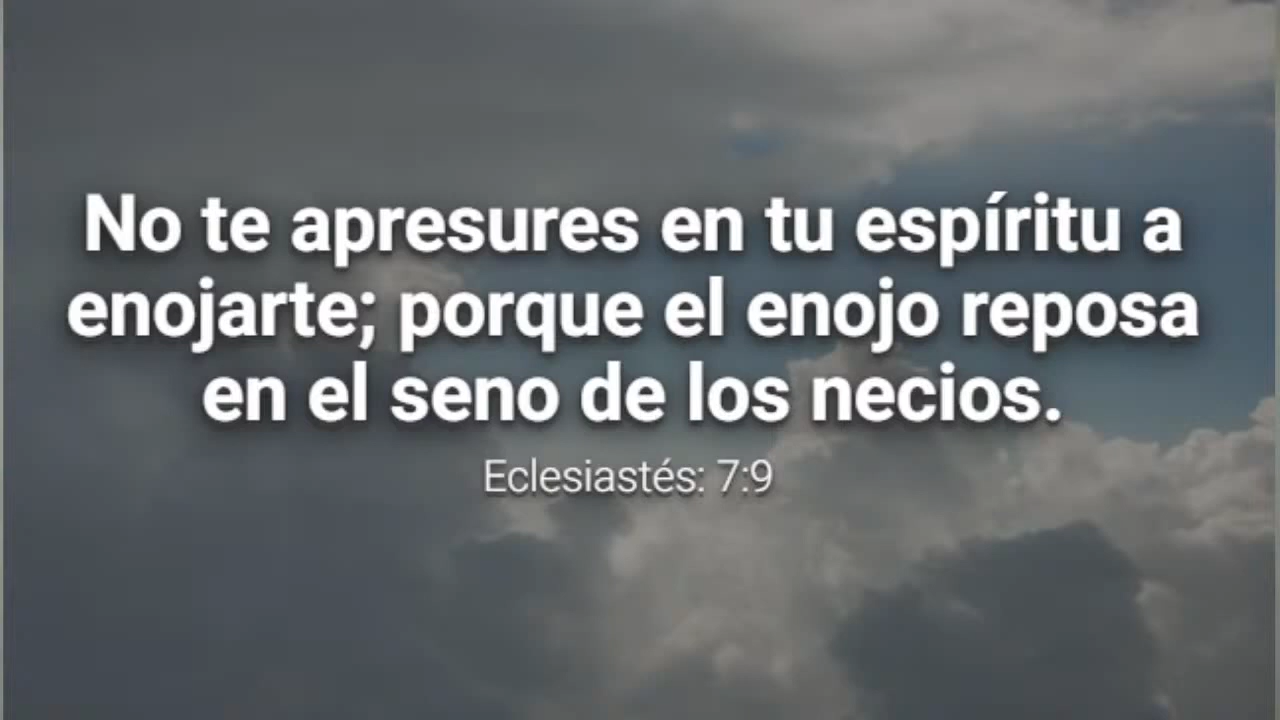 No te apresures en tu espíritu a
enojarte; porque el enojo reposa
en el seno de los necios.
Eclesiastés: 7:9